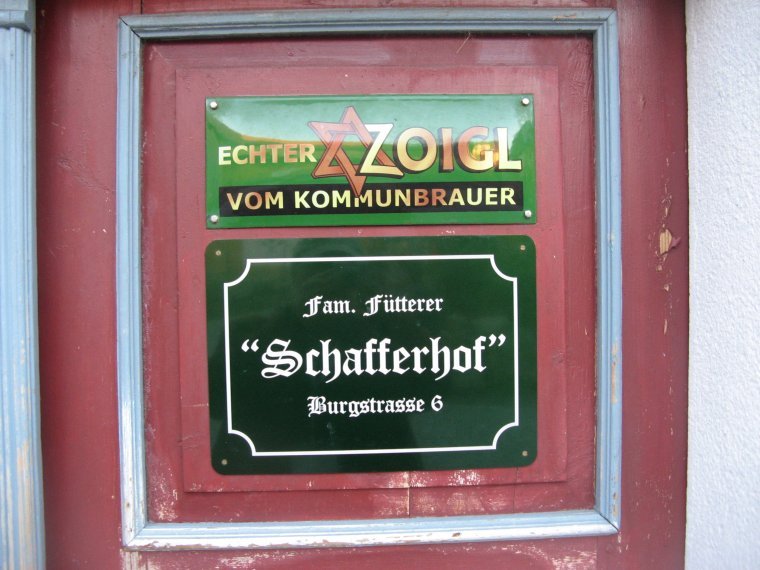 ECHTER ZOIGL
VOM KOMMUNBRAUER
Fam. Fütterer
“Schafferhof”
Burgstrasse 6